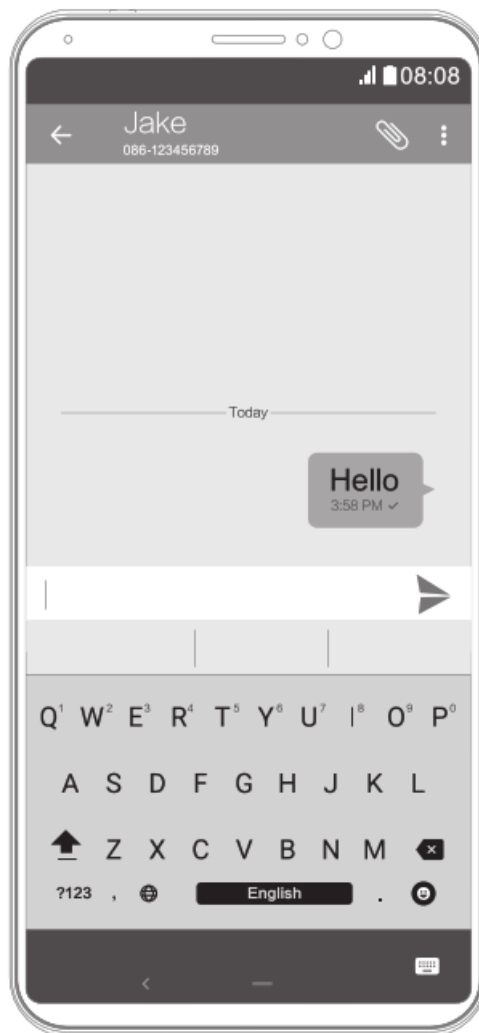 08:08
Jake
086-123456789
Today
Hello
3:58 PM
Q1 W2 E3 R4 T5 Y6 U7 I8 O9 P0
A S D F G H J K L
Z X C V B N M
?123 , English .